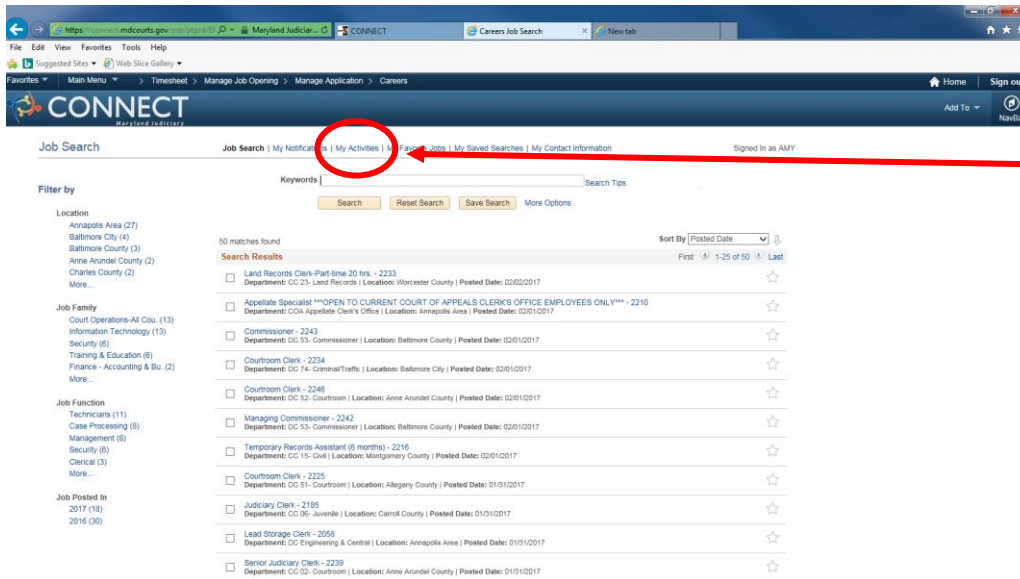 https://connect.mdcourts.gov/psp/ptprd/ Maryland Judiciar... CONNECT Careers Job Search New tab
File Edit View Favorites Tools Help
Suggested Sites Web Slice Gallery
Favorites Main Menu > Timesheet > Manage Job Opening > Manage Application > Careers Home Sign ou
CONNECT Add To
Maryland Judiciary NavBa
Job Search Job Search | My Notifications | My Activities | My Favorite Jobs | My Saved Searches | My Contact Information Signed In as AMY
Keywords Search Tips
Filter by
Search Reset Search Save Search More Options
Location
Annapolis Area (27)
Baltimore City (4)
Baltimore County (3)
Anne Arundel County (2)
Charles County (2)
More...
Job Family
Court Operations-All Cou..(13)
Information Technology (13)
Security (6)
Training & Education (6)
Finance - Accounting & Bu..(2)
More...
Job Function
Technicians (11)
Case Processing (8)
Management (8)
Security (6)
Clerical (3)
More...
Job Posted In
2017 (18)
2016 (30)
50 matches found Sort By Posted Date
Search Results First 1-25 of 50 Last
Land Records Clerk-Part-time 20 hrs. - 2233
Department: CC 23- Land Records | Location: Worcester County | Posted Date: 02/02/2017
Appellate Specialist ***OPEN TO CURRENT COURT OF APPEALS CLERK'S OFFICE EMPLOYEES ONLY*** - 2210
Department: COA Appellate Clerk's Office | Location: Annapolis Area | Posted Date: 02/01/2017
Commissioner - 2243
Department: DC 53- Commissioner | Location: Baltimore County | Posted Date: 02/01/2017
Courtroom Clerk - 2234
Department: DC 74- Criminal/Traffic | Location: Baltimore City | Posted Date: 02/01/2017
Courtroom Clerk - 2246
Department: DC 52- Courtroom | Location: Anne Arundel County | Posted Date: 02/01/2017
Managing Commissioner - 2242
Department: DC 53- Commissioner | Location: Baltimore County | Posted Date: 02/01/2017
Temporary Records Assistant (6 months) - 2216
Department: CC 15- Civil | Location: Montgomery County | Posted Date: 02/01/2017
Courtroom Clerk - 2225
Department: DC 51- Courtroom | Location: Allegany County | Posted Date: 01/31/2017
Judiciary Clerk - 2185
Department: CC 06- Juvenile | Location: Carroll County | Posted Date: 01/31/2017
Lead Storage Clerk - 2058
Department: DC Engineering & Central | Location: Annapolis Area | Posted Date: 01/31/2017
Senior Judiciary Clerk - 2239
Department: CC 02- Courtroom | Location: Anne Arundel County | Posted Date: 01/31/2017